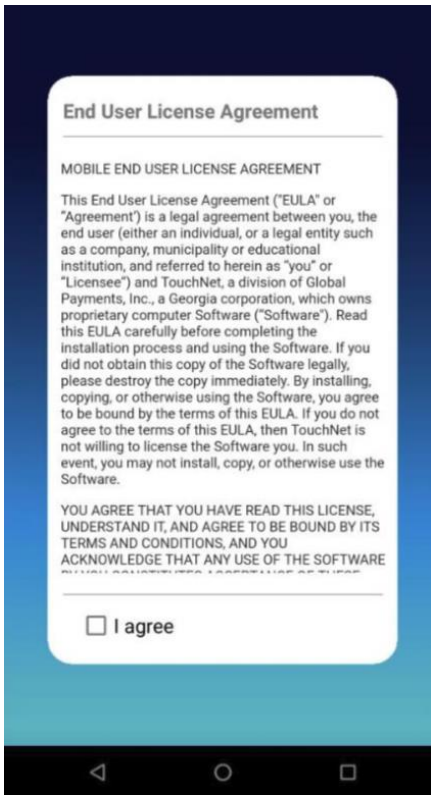 End User License Agreement
MOBILE END USER LICENSE AGREEMENT
This End User License Agreement ("EULA" or
"Agreement') is a legal agreement between you, the
end user (either an individual, or a legal entity such
as a company, municipality or educational
institution, and referred to herein as "you" or
"Licensee") and TouchNet, a division of Global
Payments, Inc., a Georgia corporation, which owns
proprietary computer Software ("Software"). Read
this EULA carefully before completing the
installation process and using the Software. If you
did not obtain this copy of the Software legally,
please destroy the copy immediately. By installing,
copying, or otherwise using the Software, you agree
to be bound by the terms of this EULA. If you do not
agree to the terms of this EULA, then TouchNet is
not willing to license the Software you. In such
event, you may not install, copy, or otherwise use the
Software.
YOU AGREE THAT YOU HAVE READ THIS LICENSE,
UNDERSTAND IT, AND AGREE TO BE BOUND BY ITS
TERMS AND CONDITIONS, AND YOU
ACKNOWLEDGE THAT ANY USE OF THE SOFTWARE
I agree